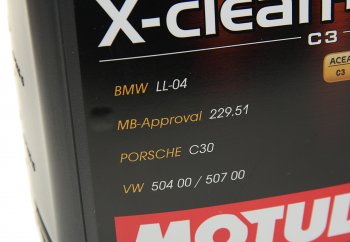 X-clean+
C3
ACEA
C3
BMW LL-04
MB-Approval 229.51
PORSCHE C30
VW 504 00 / 507 00
MOTUL